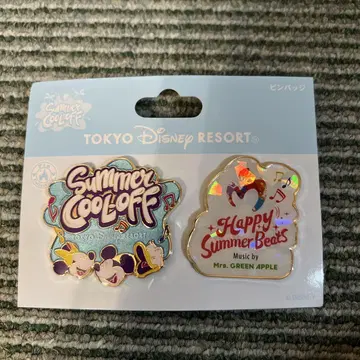 Summer
COOL-OFF
ピンバッジ
TOKYO Disney RESORT
Summer
COOL-OFF
Happy
Summer Beats
Music by
Mrs. GREEN APPLE